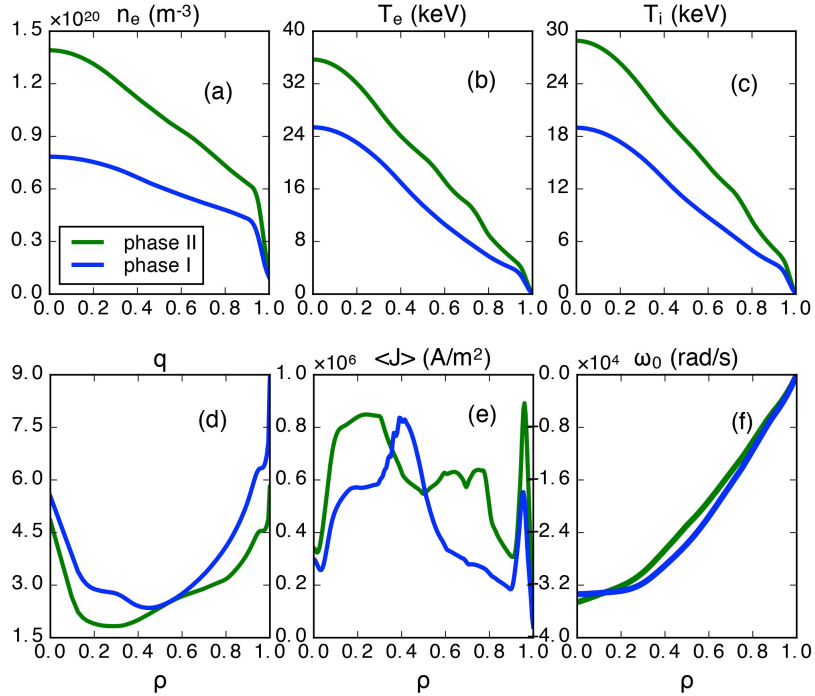 ×10²⁰ nₑ (m⁻³)
Tₑ (keV)
Tᵢ (keV)
1.5
1.2
0.9
0.6
0.3
0.0
(a)
phase II
phase I
0.0 0.2 0.4 0.6 0.8 1.0
40
32
24
16
8
0
(b)
0.0 0.2 0.4 0.6 0.8 1.0
30
24
18
12
6
0
(c)
0.0 0.2 0.4 0.6 0.8 1.0
q
9.0
7.5
6.0
4.5
3.0
1.5
(d)
0.0 0.2 0.4 0.6 0.8 1.0
ρ
×10⁶ <J> (A/m²)
1.0
0.8
0.6
0.4
0.2
0.0
(e)
0.0 0.2 0.4 0.6 0.8 1.0
ρ
×10⁴ ω₀ (rad/s)
0.0
−0.8
−1.6
−2.4
−3.2
−4.0
(f)
0.0 0.2 0.4 0.6 0.8 1.0
ρ